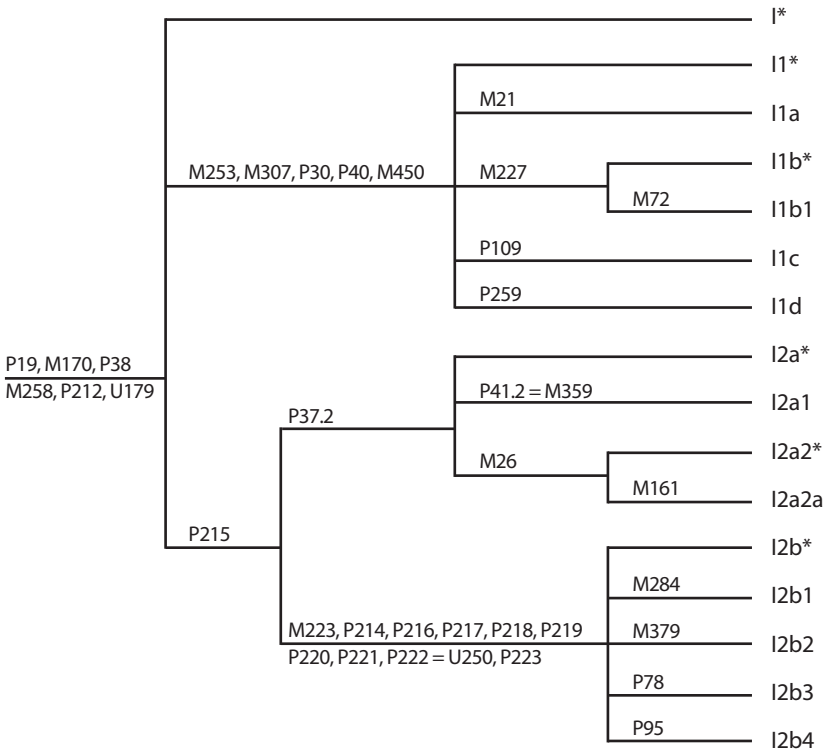 I*
I1*
M21
I1a
M253, M307, P30, P40, M450
M227
I1b*
M72
I1b1
P109
I1c
P259
I1d
P19, M170, P38
M258, P212, U179
I2a*
P41.2 = M359
I2a1
P37.2
M26
I2a2*
M161
I2a2a
P215
I2b*
M284
I2b1
M223, P214, P216, P217, P218, P219
P220, P221, P222 = U250, P223
M379
I2b2
P78
I2b3
P95
I2b4